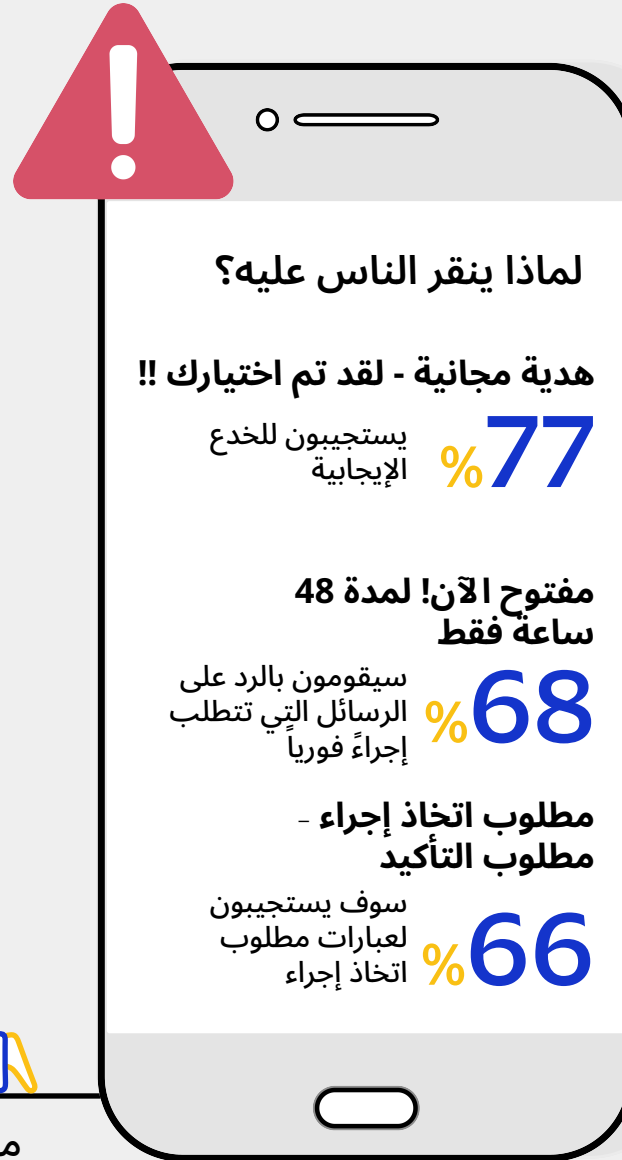 لماذا ينقر الناس عليه؟
هدية مجانية - لقد تم اختيارك !!
77%
يستجيبون للخدع
الإيجابية
مفتوح الآن! لمدة 48
ساعة فقط
68%
سيقومون بالرد على
الرسائل التي تتطلب
إجراءً فورياً
مطلوب اتخاذ إجراء –
مطلوب التأكيد
66%
سوف يستجيبون
لعبارات مطلوب
اتخاذ إجراء